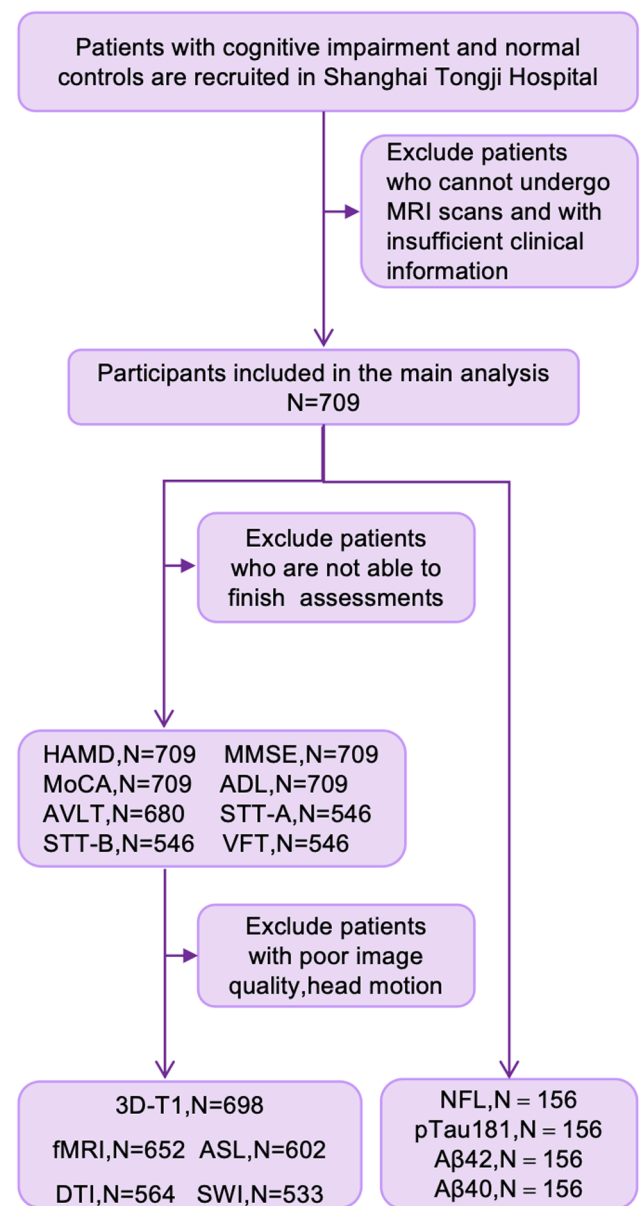 Patients with cognitive impairment and normal
controls are recruited in Shanghai Tongji Hospital
Exclude patients
who cannot undergo
MRI scans and with
insufficient clinical
information
Participants included in the main analysis
N=709
Exclude patients
who are not able to
finish assessments
HAMD,N=709 MMSE,N=709
MoCA,N=709 ADL,N=709
AVLT,N=680 STT-A,N=546
STT-B,N=546 VFT,N=546
Exclude patients
with poor image
quality,head motion
3D-T1,N=698
fMRI,N=652 ASL,N=602
DTI,N=564 SWI,N=533
NFL,N = 156
pTau181,N = 156
Aβ42,N = 156
Aβ40,N = 156